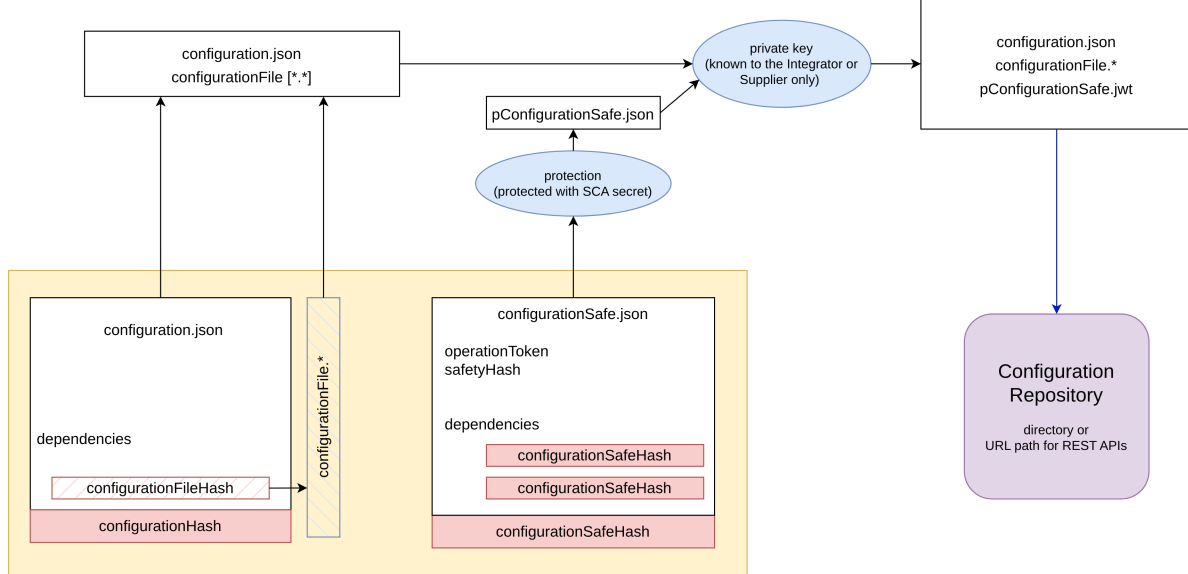 configuration.json
configurationFile [*.*]
private key
(known to the Integrator or
Supplier only)
configuration.json
configurationFile.*
pConfigurationSafe.jwt
pConfigurationSafe.json
protection
(protected with SCA secret)
configuration.json
dependencies
configurationFileHash
configurationHash
configurationFile.*
configurationSafe.json
operationToken
safetyHash
dependencies
configurationSafeHash
configurationSafeHash
configurationSafeHash
Configuration
Repository
directory or
URL path for REST APIs